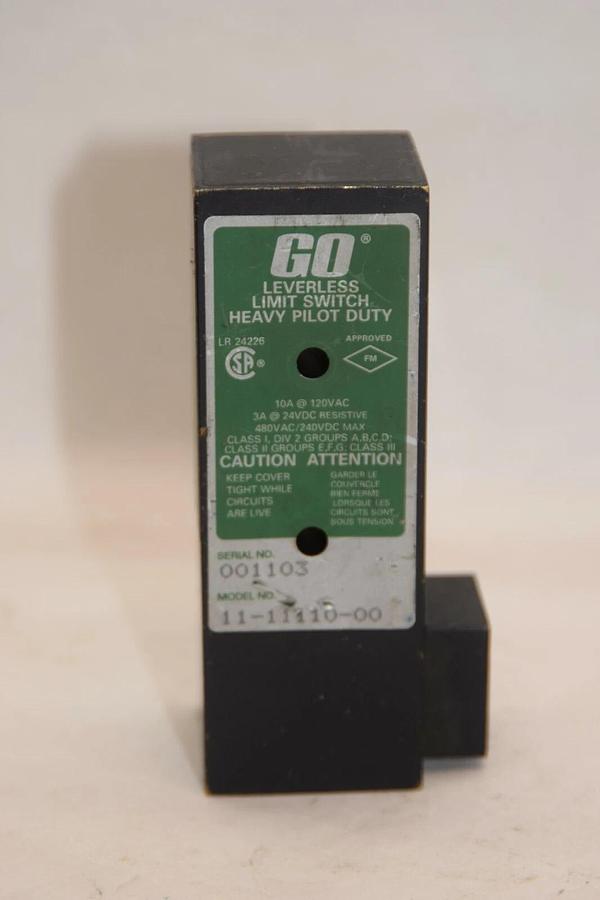 GO®
LEVERLESS
LIMIT SWITCH
HEAVY PILOT DUTY
LR 24226
APPROVED
SA®
FM
10A @ 120VAC
3A @ 24VDC RESISTIVE
480VAC/240VDC MAX
CLASS I, DIV 2 GROUPS A,B,C,D;
CLASS II GROUPS E,F,G; CLASS III
CAUTION ATTENTION
KEEP COVER
TIGHT WHILE
CIRCUITS
ARE LIVE
GARDER LE
COUVERCLE
BIEN FERME
LORSQUE LES
CIRCUITS SONT
SOUS TENSION
SERIAL NO.
001103
MODEL NO.
11-11110-00